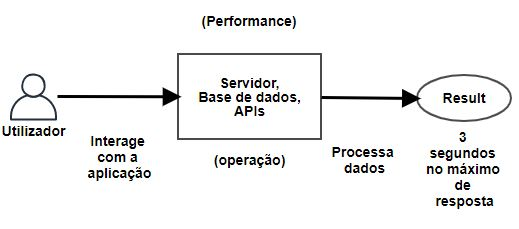 (Performance)
Utilizador
Interage
com a
aplicação
Servidor,
Base de dados,
APIs
(operação)
Processa
dados
Result
3
segundos
no máximo
de
resposta